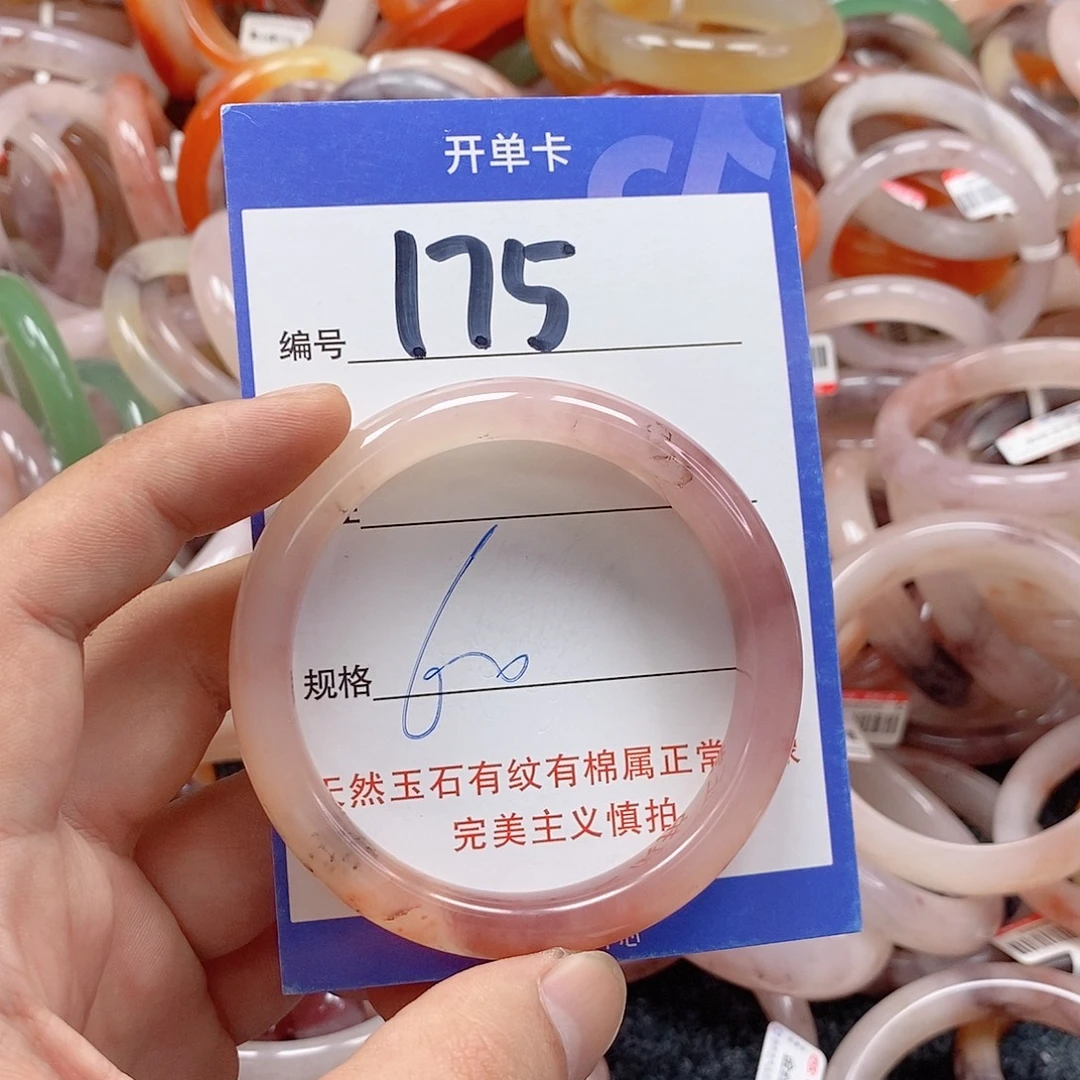 开单卡
编号 175
规格 60
然玉石有纹有棉属正常
完美主义慎拍